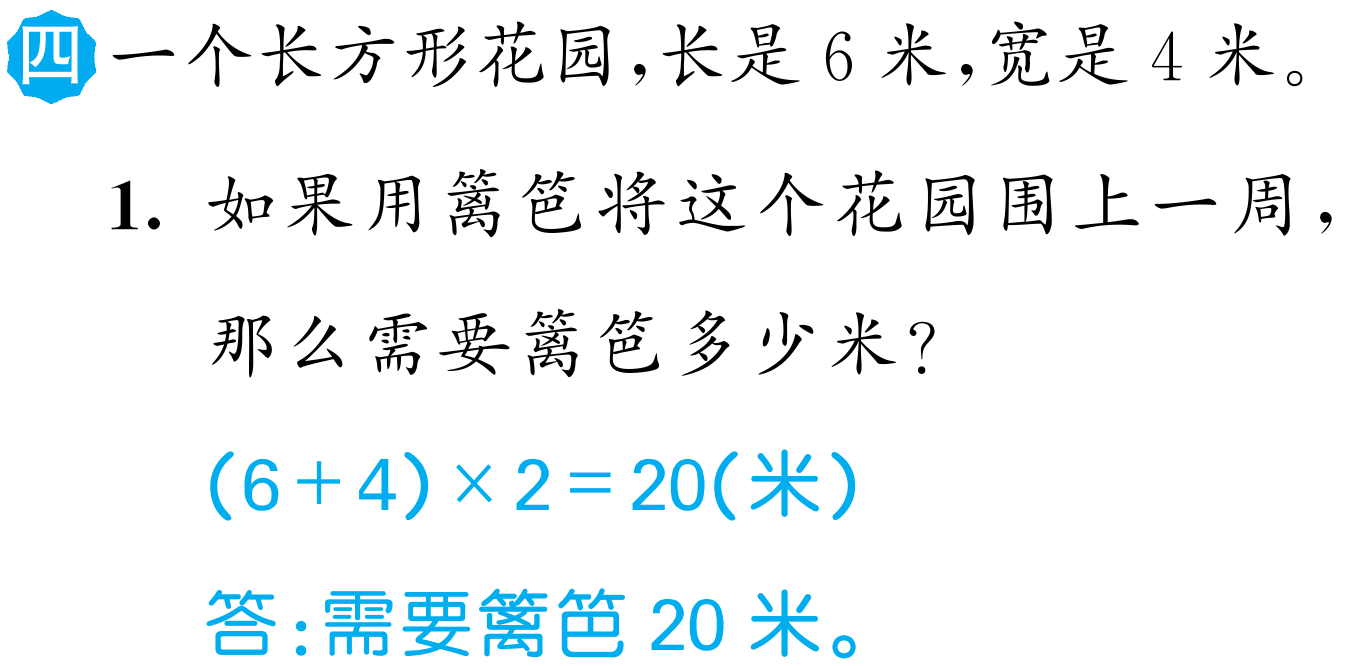 四 一个长方形花园,长是 6 米,宽是 4 米。
1. 如果用篱笆将这个花园围上一周,
那么需要篱笆多少米?
(6+4)×2=20(米)
答:需要篱笆 20 米。